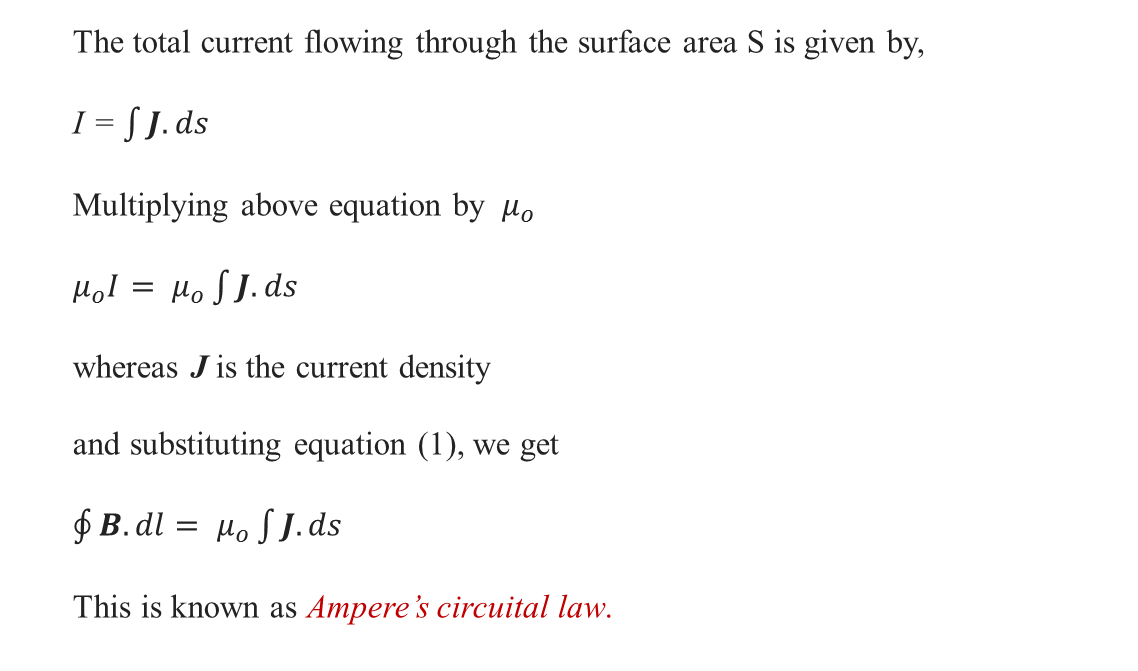 The total current flowing through the surface area S is given by,
I = ∫ J. ds
Multiplying above equation by μₒ
μₒI = μₒ ∫ J. ds
whereas J is the current density
and substituting equation (1), we get
∮ B. dl = μₒ ∫ J. ds
This is known as Ampere’s circuital law.